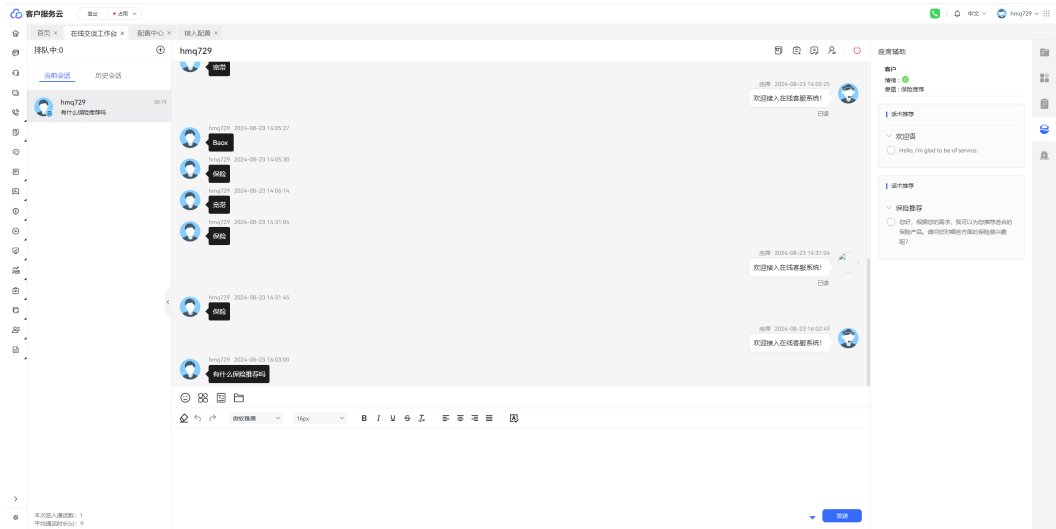 客户服务云
签出
占用
中文
hmq729
首页 ×
在线交谈工作台 ×
配置中心 ×
接入配置 ×
排队中:0
当前会话
历史会话
hmq729
00:19
有什么保险推荐吗
hmq729
宽带
座席 2024-08-23 14:05:25
欢迎接入在线客服系统!
已读
hmq729 2024-08-23 14:05:27
Baox
hmq729 2024-08-23 14:05:30
保险
hmq729 2024-08-23 14:06:14
宽带
hmq729 2024-08-23 14:31:04
保险
座席 2024-08-23 14:31:04
欢迎接入在线客服系统!
已读
hmq729 2024-08-23 14:31:45
保险
座席 2024-08-23 16:02:49
欢迎接入在线客服系统!
hmq729 2024-08-23 16:03:00
有什么保险推荐吗
微软雅黑
16px
B I U S
发送
本次签入通话数: 1
平均通话时长(s): 9
座席辅助
客户
情绪:
意图: 保险推荐
话术推荐
欢迎语
Hello, I'm glad to be of service.
话术推荐
保险推荐
您好, 根据您的需求, 我可以为您推荐适合的
保险产品。请问您对哪些方面的保险感兴趣
呢?